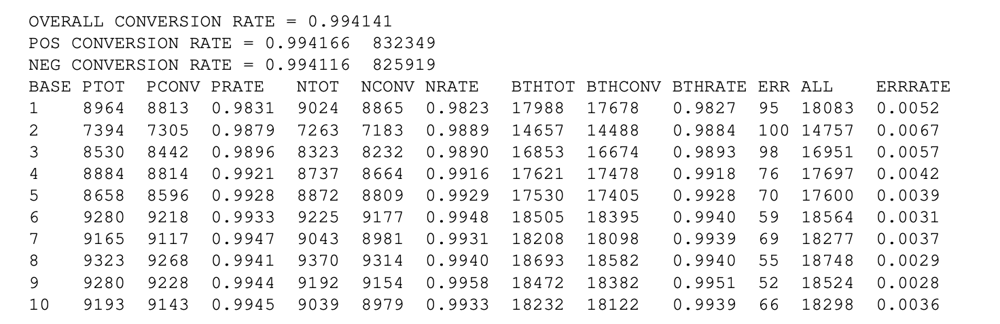 OVERALL CONVERSION RATE = 0.994141
POS CONVERSION RATE = 0.994166  832349
NEG CONVERSION RATE = 0.994116  825919
BASE PTOT  PCONV PRATE   NTOT  NCONV NRATE   BTHTOT BTHCONV BTHRATE ERR ALL    ERRRATE
1    8964  8813  0.9831  9024  8865  0.9823  17988  17678   0.9827  95  18083  0.0052
2    7394  7305  0.9879  7263  7183  0.9889  14657  14488   0.9884  100 14757  0.0067
3    8530  8442  0.9896  8323  8232  0.9890  16853  16674   0.9893  98  16951  0.0057
4    8884  8814  0.9921  8737  8664  0.9916  17621  17478   0.9918  76  17697  0.0042
5    8658  8596  0.9928  8872  8809  0.9929  17530  17405   0.9928  70  17600  0.0039
6    9280  9218  0.9933  9225  9177  0.9948  18505  18395   0.9940  59  18564  0.0031
7    9165  9117  0.9947  9043  8981  0.9931  18208  18098   0.9939  69  18277  0.0037
8    9323  9268  0.9941  9370  9314  0.9940  18693  18582   0.9940  55  18748  0.0029
9    9280  9228  0.9944  9192  9154  0.9958  18472  18382   0.9951  52  18524  0.0028
10   9193  9143  0.9945  9039  8979  0.9933  18232  18122   0.9939  66  18298  0.0036